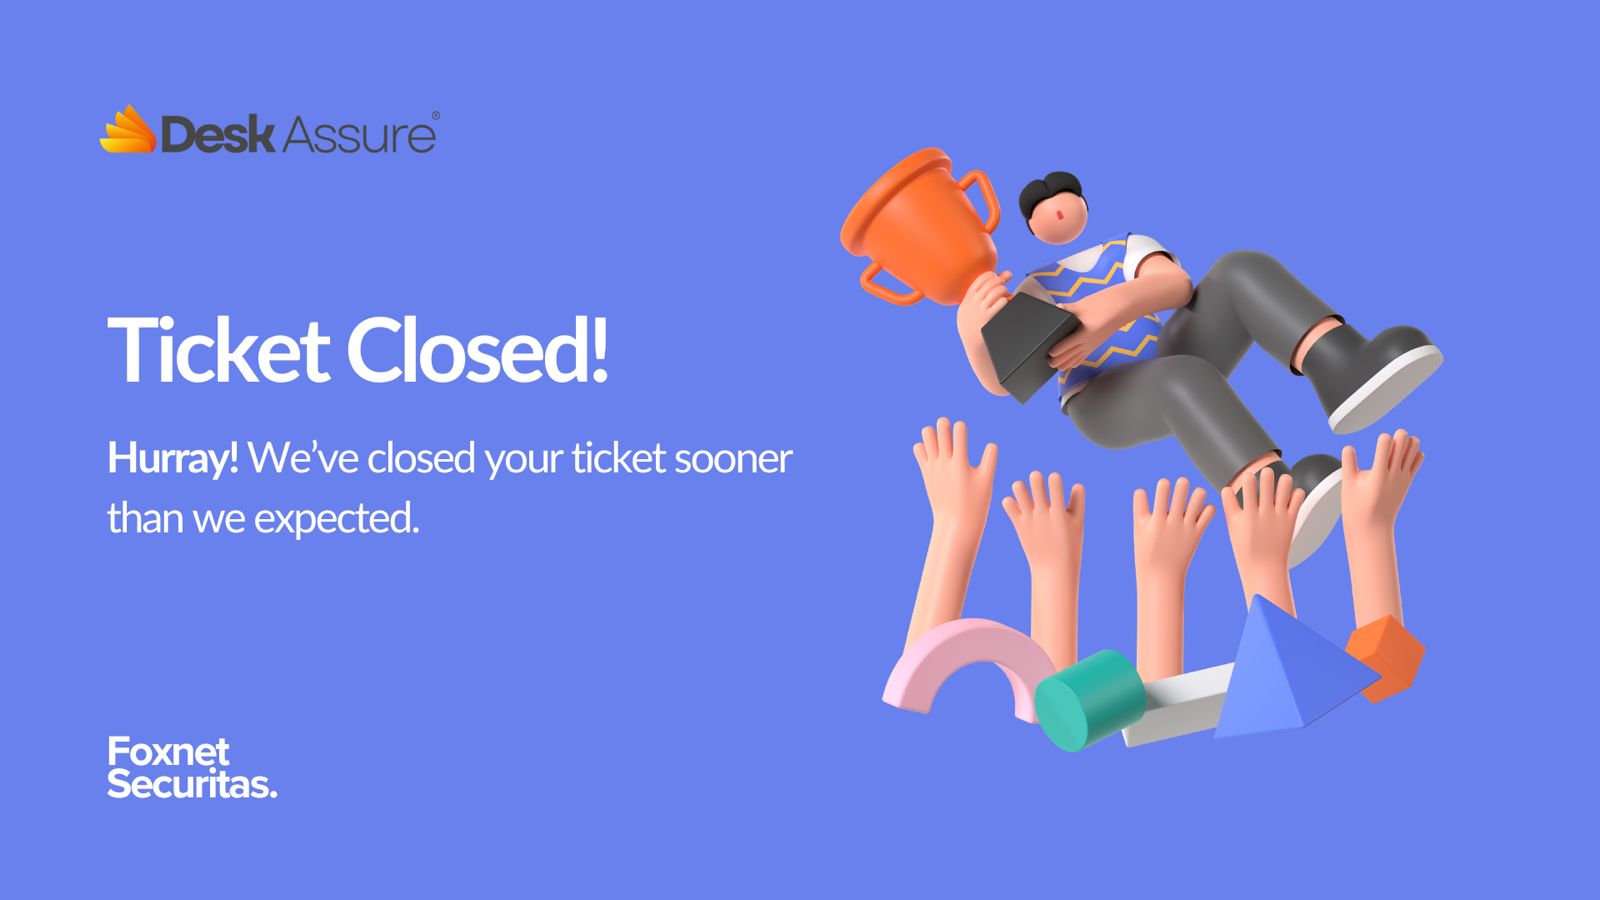 Desk Assure®
Ticket Closed!
Hurray! We’ve closed your ticket sooner
than we expected.
Foxnet
Securitas.